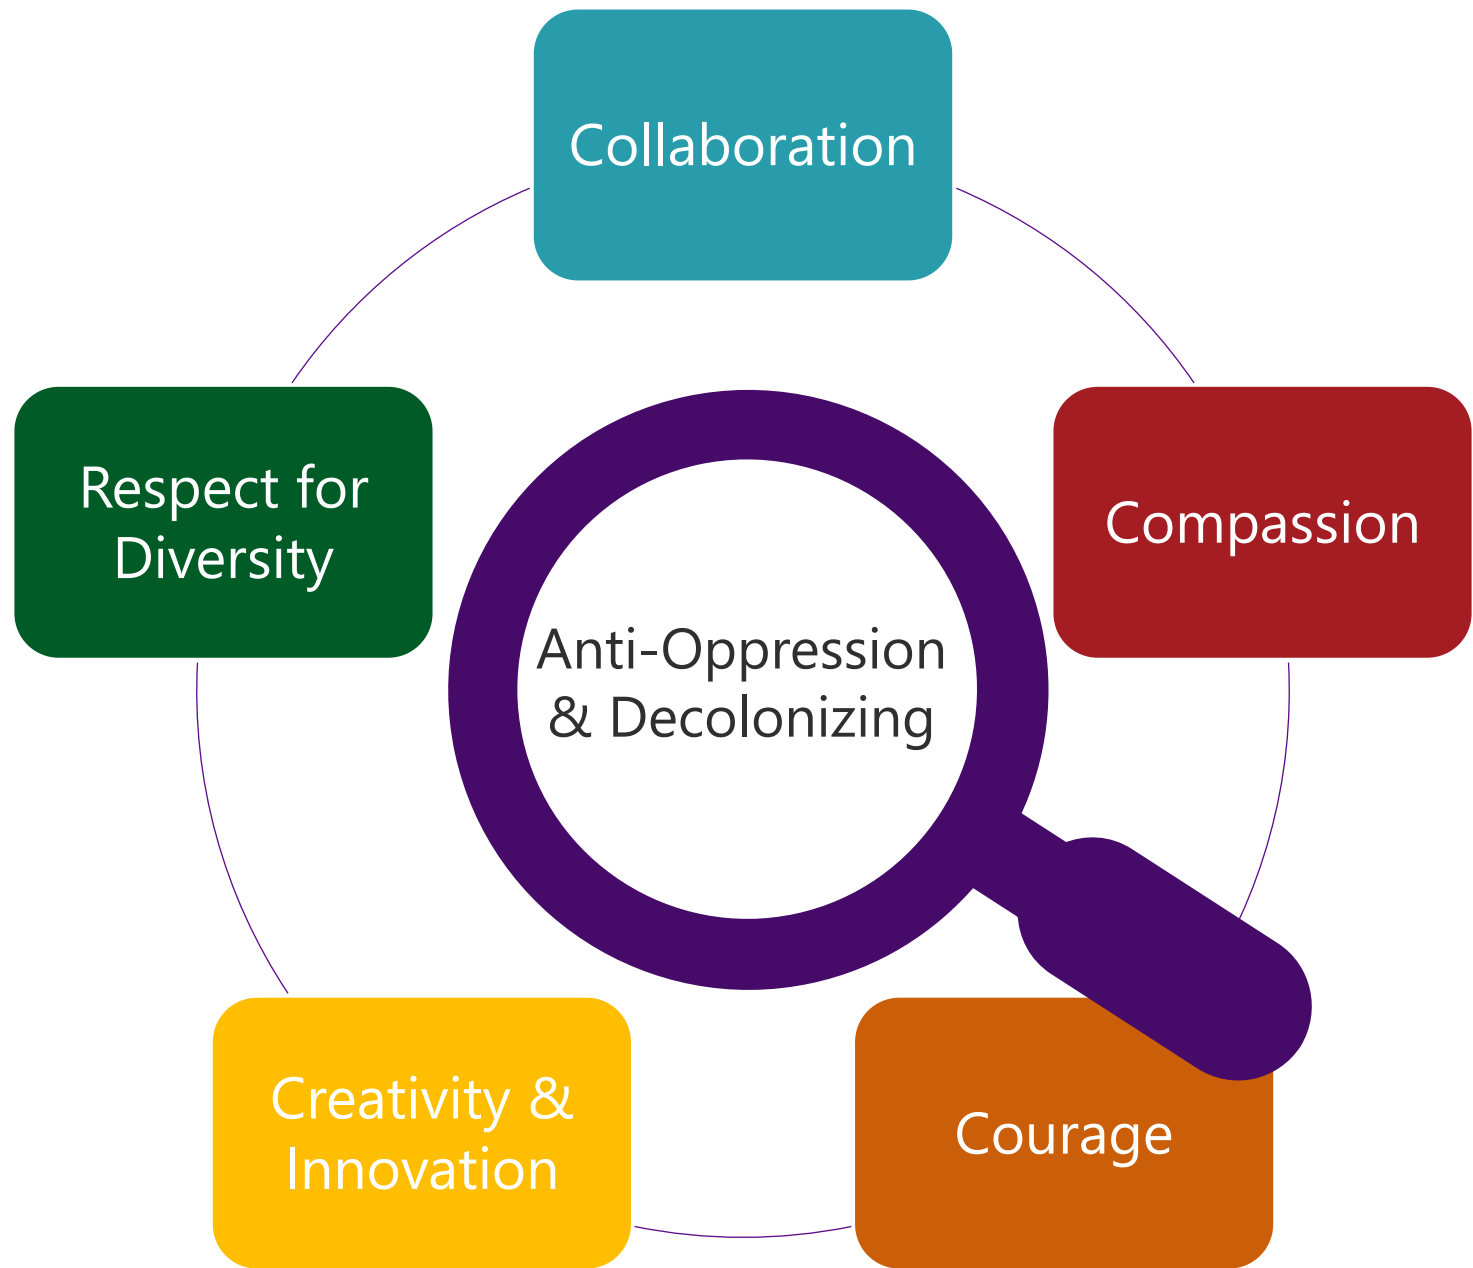 Collaboration
Compassion
Courage
Creativity &
Innovation
Respect for
Diversity
Anti-Oppression
& Decolonizing